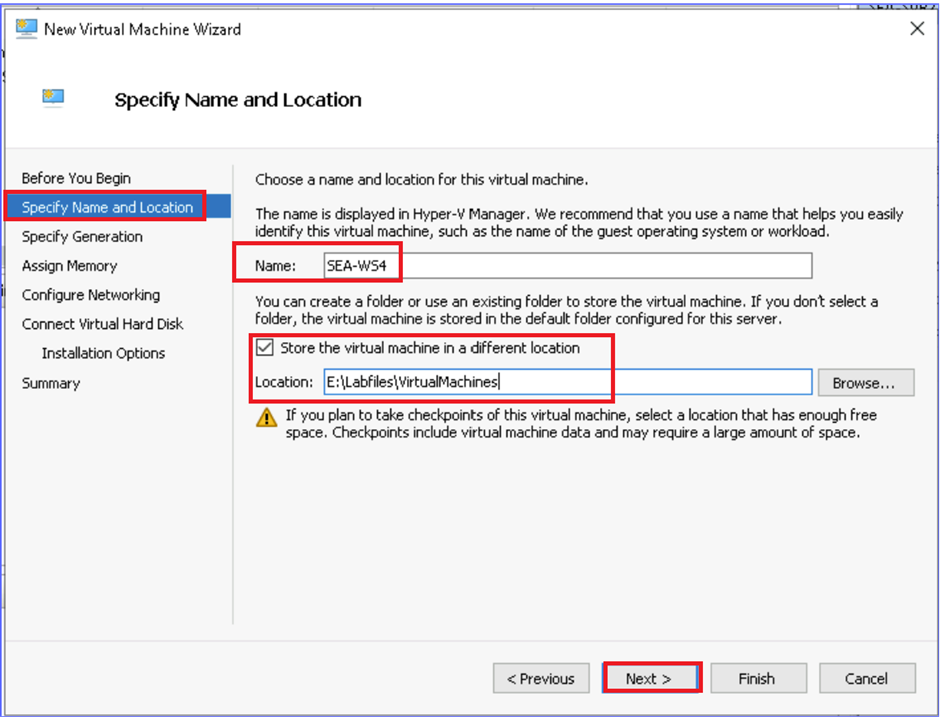 New Virtual Machine Wizard
Specify Name and Location
Before You Begin
Specify Name and Location
Specify Generation
Assign Memory
Configure Networking
Connect Virtual Hard Disk
Installation Options
Summary
Choose a name and location for this virtual machine.
The name is displayed in Hyper-V Manager. We recommend that you use a name that helps you easily
identify this virtual machine, such as the name of the guest operating system or workload.
Name: SEA-WS4
You can create a folder or use an existing folder to store the virtual machine. If you don't select a
folder, the virtual machine is stored in the default folder configured for this server.
Store the virtual machine in a different location
Location: E:\Labfiles\VirtualMachines
Browse...
If you plan to take checkpoints of this virtual machine, select a location that has enough free
space. Checkpoints include virtual machine data and may require a large amount of space.
< Previous
Next >
Finish
Cancel